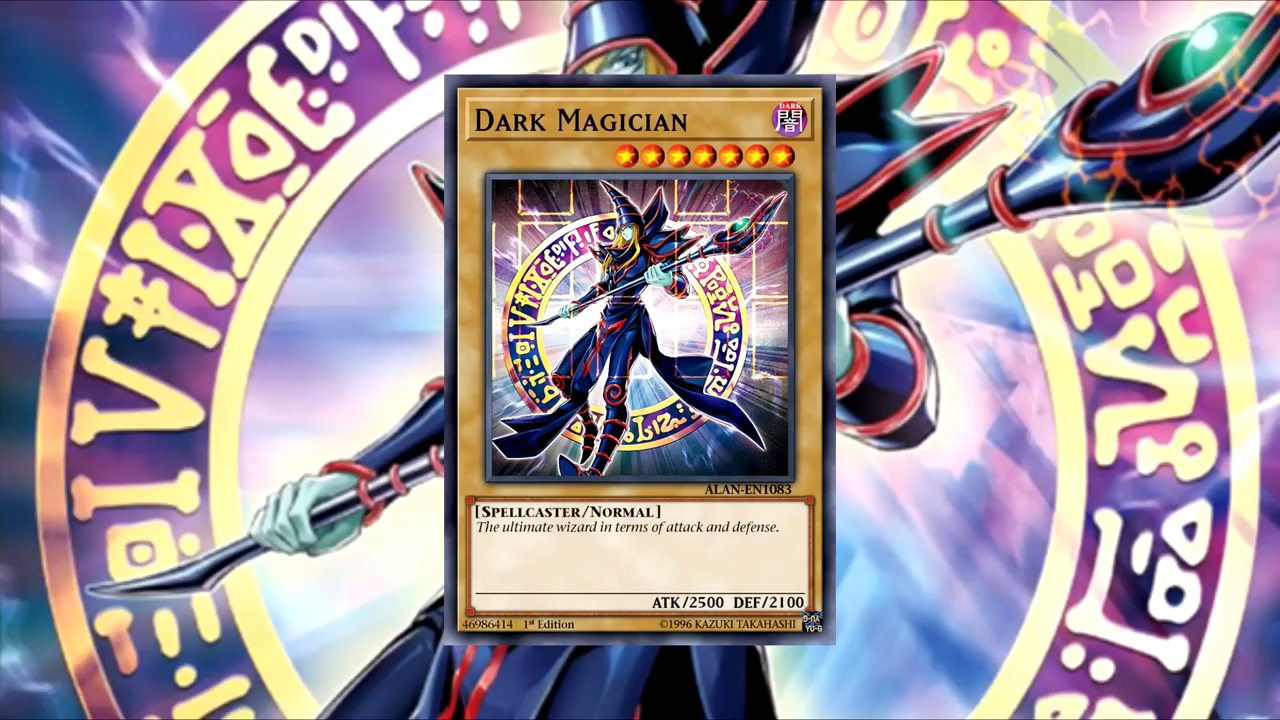 DARK MAGICIAN
DARK
闇
ALAN-EN1083
[SPELLCASTER/NORMAL]
The ultimate wizard in terms of attack and defense.
ATK/2500 DEF/2100
46986414 1st Edition ©1996 KAZUKI TAKAHASHI